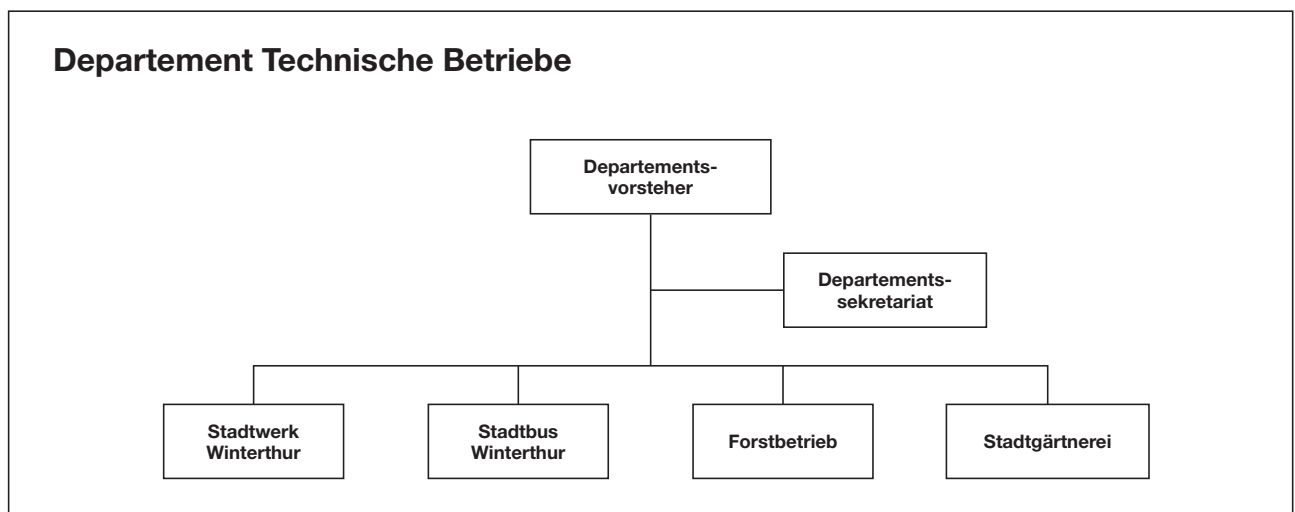 Departement Technische Betriebe
Departements-
vorsteher
Departements-
sekretariat
Stadtwerk
Winterthur
Stadtbus
Winterthur
Forstbetrieb
Stadtgärtnerei